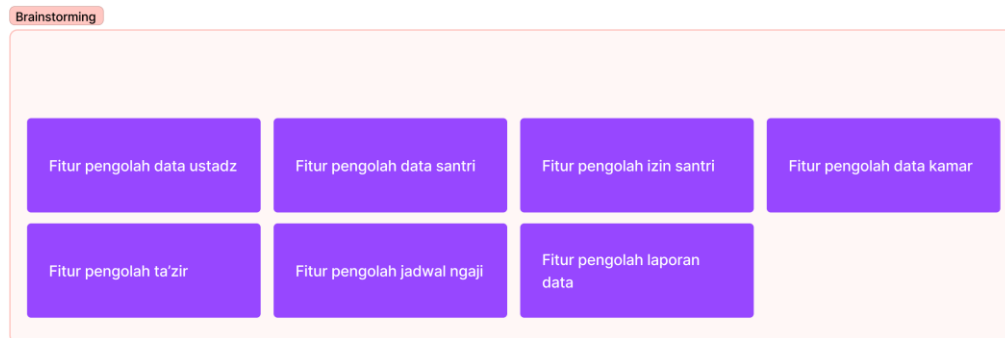 Brainstorming
Fitur pengolah data ustadz
Fitur pengolah data santri
Fitur pengolah izin santri
Fitur pengolah data kamar
Fitur pengolah ta'zir
Fitur pengolah jadwal ngaji
Fitur pengolah laporan
data